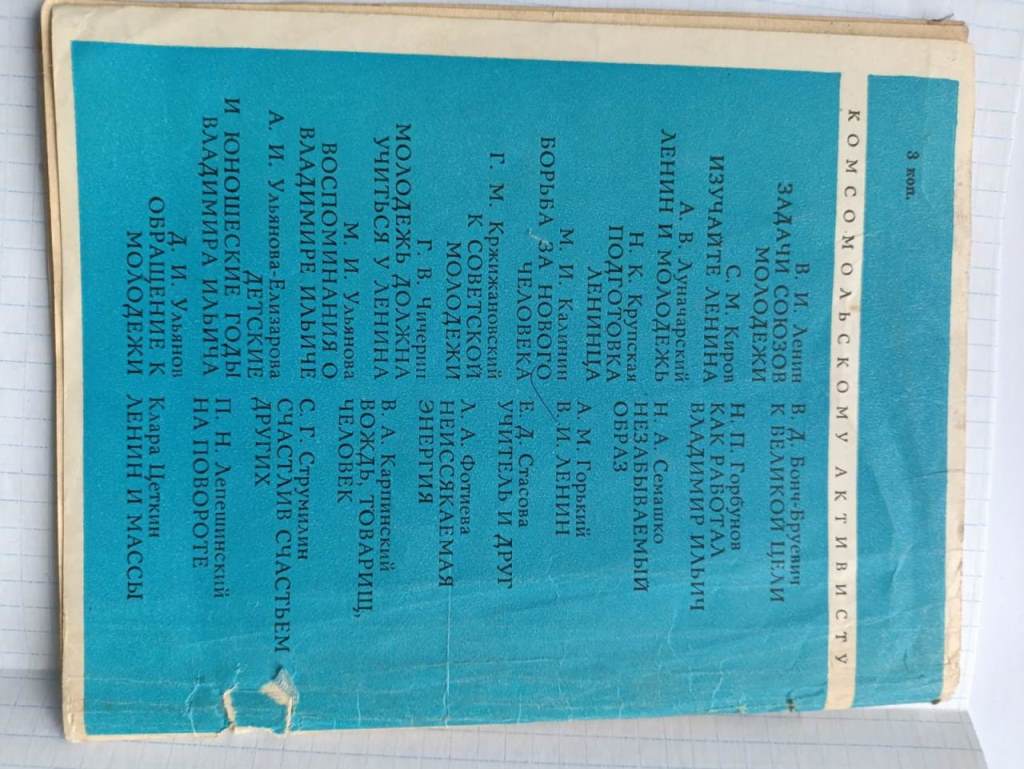 3 коп.
КОМСОМОЛЬСКОМУ АКТИВИСТУ
В. И. Ленин
ЗАДАЧИ СОЮЗОВ
МОЛОДЕЖИ
С. М. Киров
ИЗУЧАЙТЕ ЛЕНИНА
А. В. Луначарский
ЛЕНИН И МОЛОДЕЖЬ
Н. К. Крупская
ПОДГОТОВКА
ЛЕНИНЦА
М. И. Калинин
БОРЬБА ЗА НОВОГО
ЧЕЛОВЕКА
Г. М. Кржижановский
К СОВЕТСКОЙ
МОЛОДЕЖИ
Г. В. Чичерин
МОЛОДЕЖЬ ДОЛЖНА
УЧИТЬСЯ У ЛЕНИНА
М. И. Ульянова
ВОСПОМИНАНИЯ О
ВЛАДИМИРЕ ИЛЬИЧЕ
А. И. Ульянова-Елизарова
ДЕТСКИЕ
И ЮНОШЕСКИЕ ГОДЫ
ВЛАДИМИРА ИЛЬИЧА
Д. И. Ульянов
ОБРАЩЕНИЕ К
МОЛОДЕЖИ
В. Д. Бонч-Бруевич
К ВЕЛИКОЙ ЦЕЛИ
Н. П. Горбунов
КАК РАБОТАЛ
ВЛАДИМИР ИЛЬИЧ
Н. А. Семашко
НЕЗАБЫВАЕМЫЙ
ОБРАЗ
А. М. Горький
В. И. ЛЕНИН
Е. Д. Стасова
УЧИТЕЛЬ И ДРУГ
Л. А. Фотиева
НЕИССЯКАЕМАЯ
ЭНЕРГИЯ
В. А. Карпинский
ВОЖДЬ, ТОВАРИЩ,
ЧЕЛОВЕК
С. Г. Струмилин
СЧАСТЛИВ СЧАСТЬЕМ
ДРУГИХ
П. Н. Лепешинский
НА ПОВОРОТЕ
Клара Цеткин
ЛЕНИН И МАССЫ